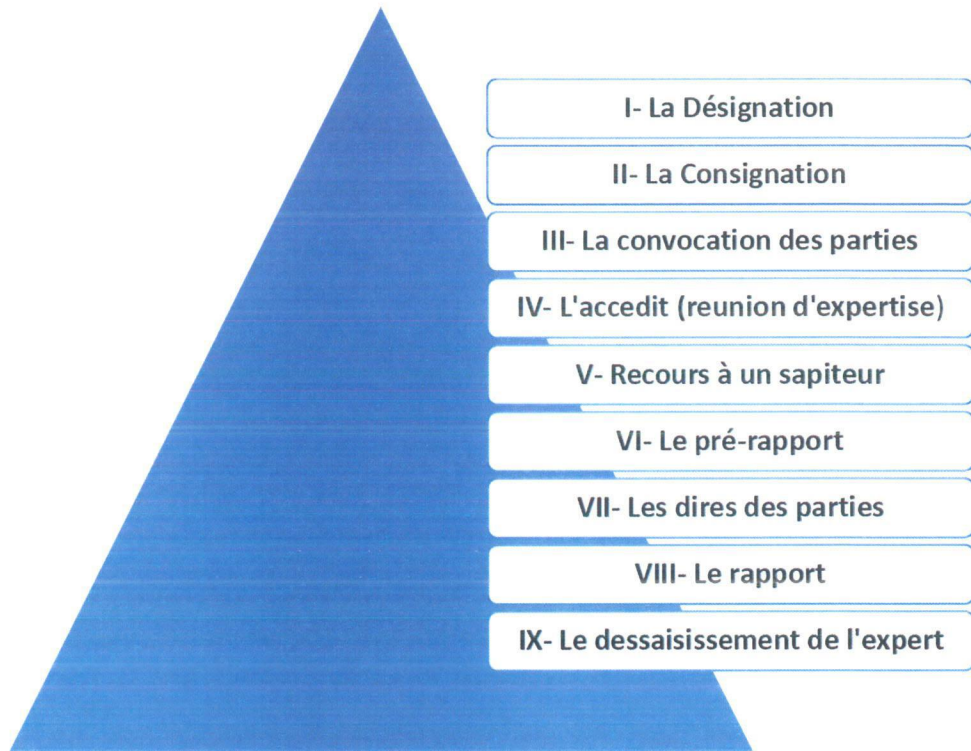 I- La Désignation
II- La Consignation
III- La convocation des parties
IV- L'accedit (reunion d'expertise)
V- Recours à un sapiteur
VI- Le pré-rapport
VII- Les dires des parties
VIII- Le rapport
IX- Le dessaisissement de l'expert